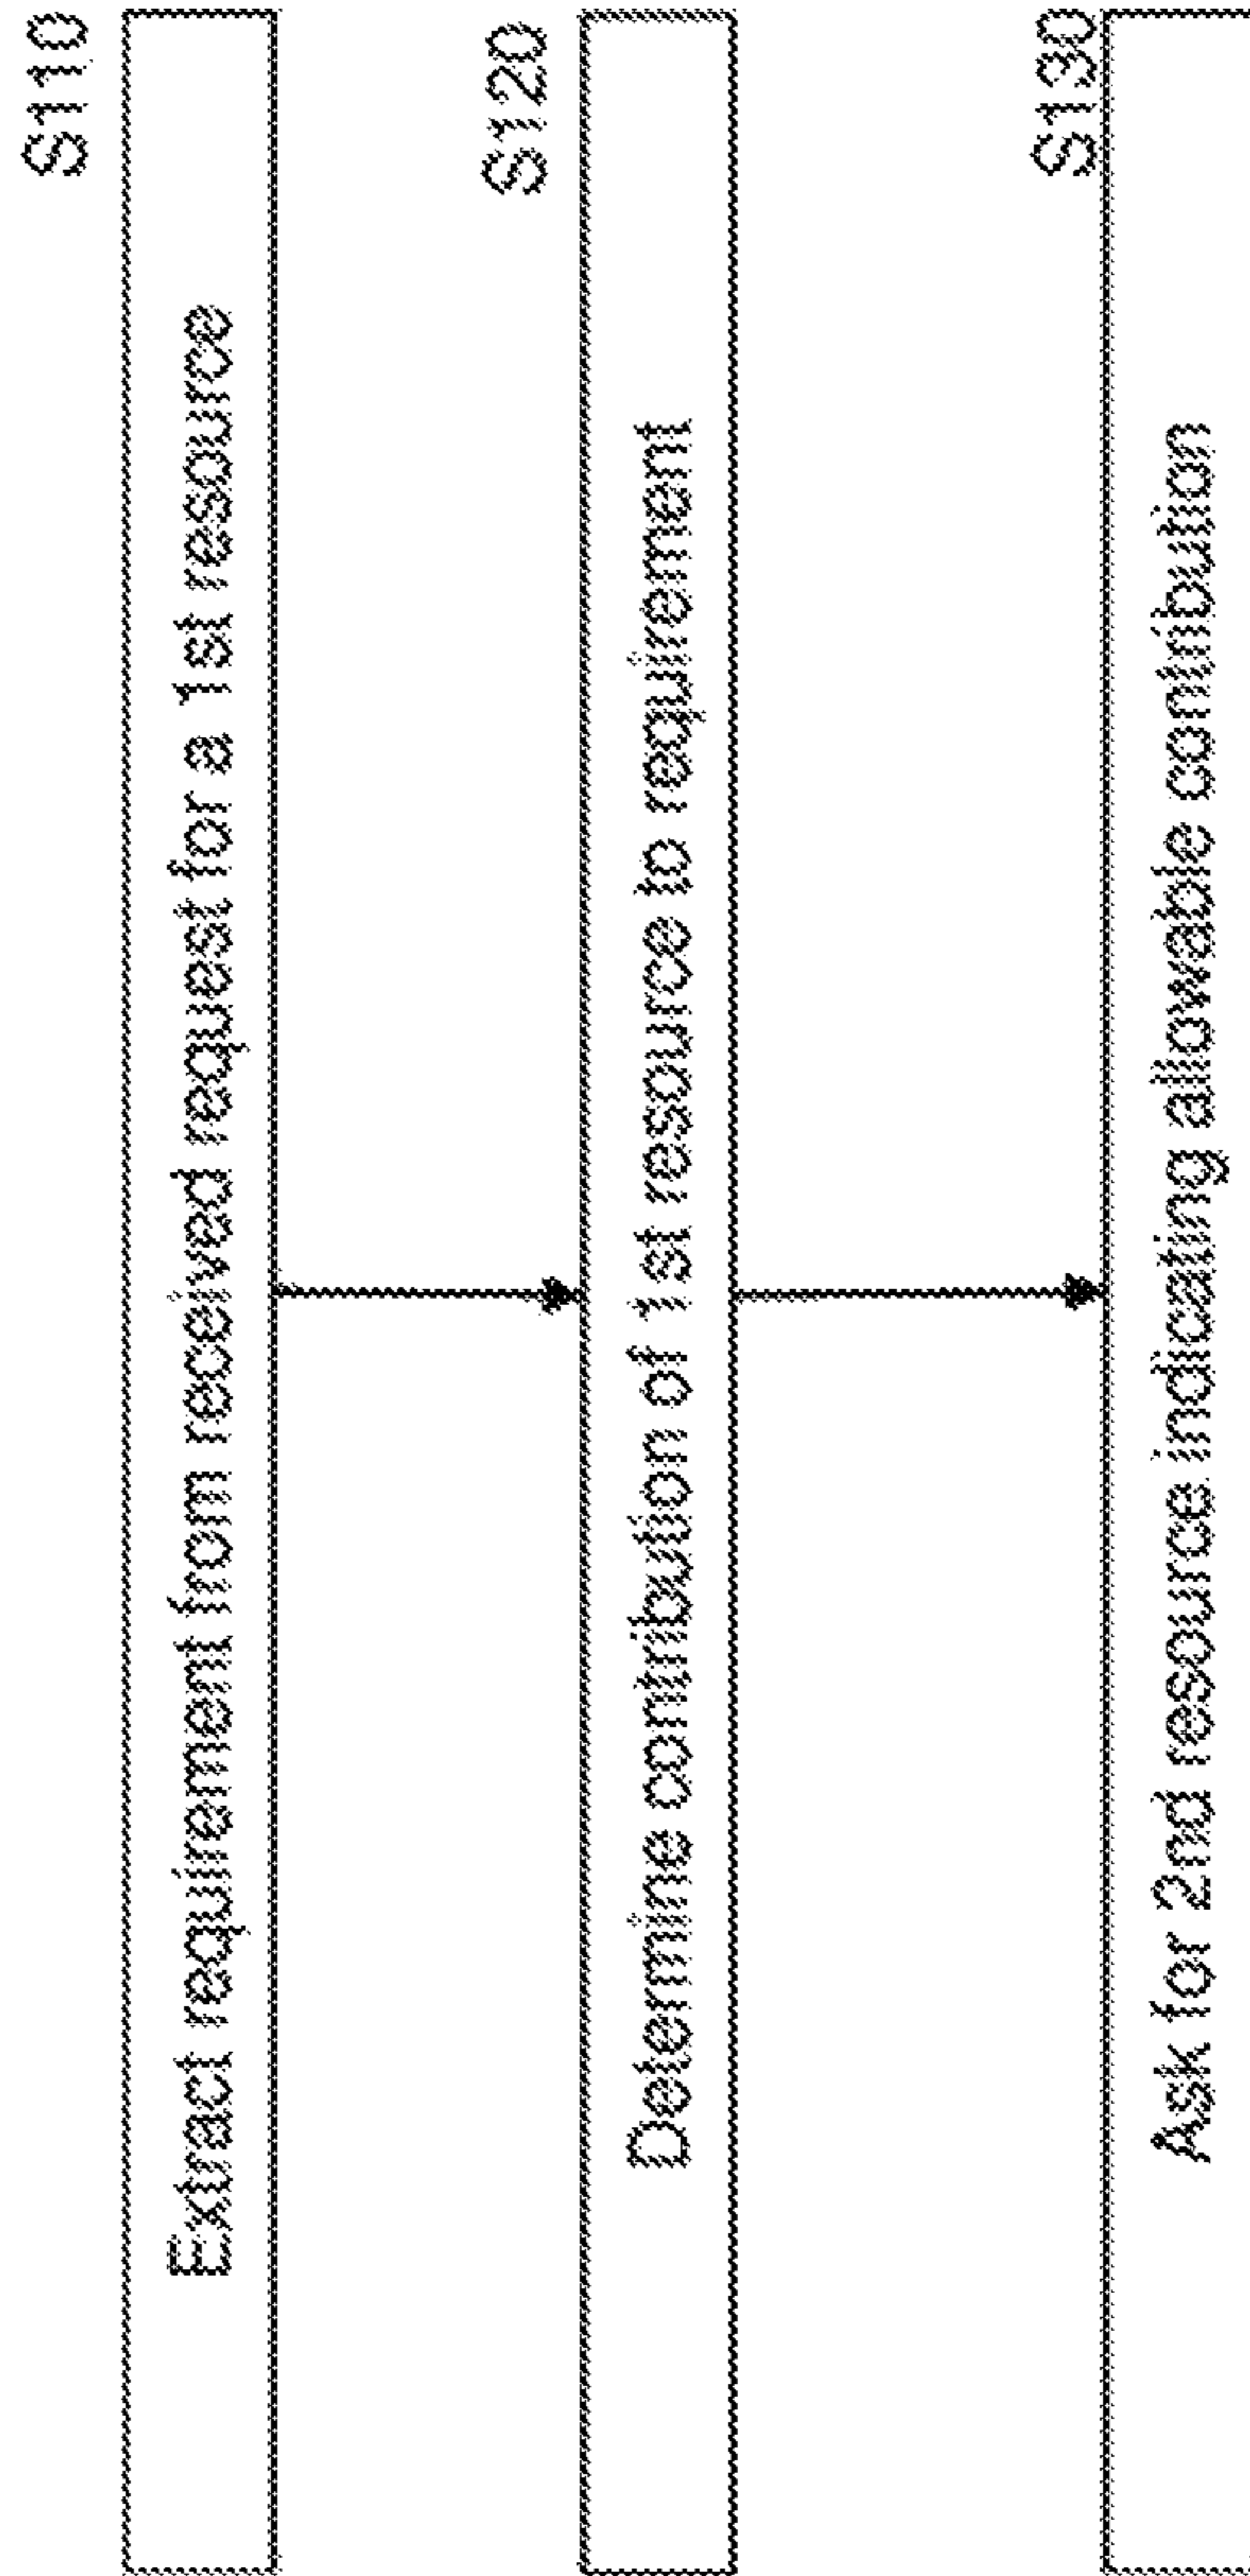 S110
Extract requirement from received request for a 1st resource
S120
Determine contribution of 1st resource to requirement
S130
Ask for 2nd resource indicating allowable contribution